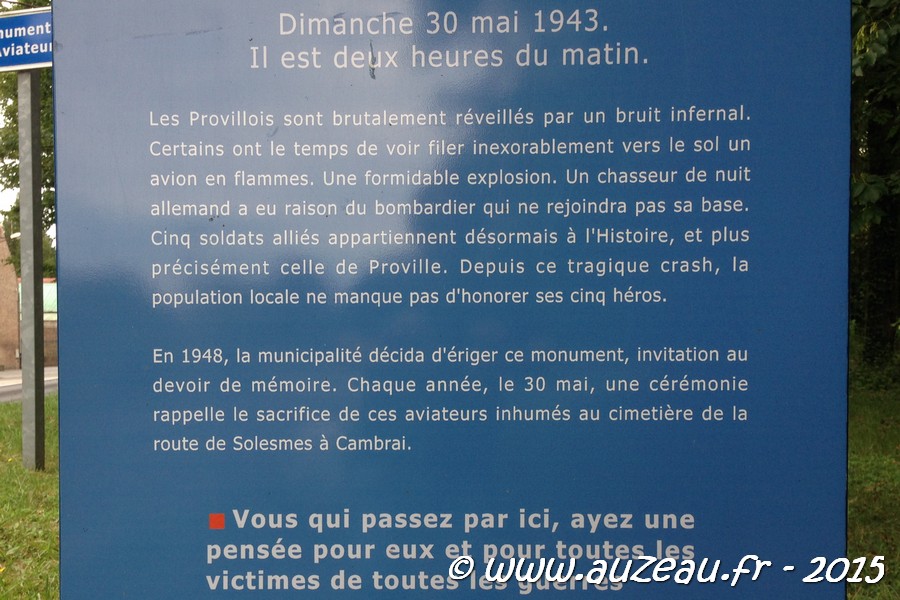 nument
Aviateur
Dimanche 30 mai 1943.
Il est deux heures du matin.
Les Provillois sont brutalement réveillés par un bruit infernal.
Certains ont le temps de voir filer inexorablement vers le sol un
avion en flammes. Une formidable explosion. Un chasseur de nuit
allemand a eu raison du bombardier qui ne rejoindra pas sa base.
Cinq soldats alliés appartiennent désormais à l'Histoire, et plus
précisément celle de Proville. Depuis ce tragique crash, la
population locale ne manque pas d'honorer ses cinq héros.
En 1948, la municipalité décida d'ériger ce monument, invitation au
devoir de mémoire. Chaque année, le 30 mai, une cérémonie
rappelle le sacrifice de ces aviateurs inhumés au cimetière de la
route de Solesmes à Cambrai.
Vous qui passez par ici, ayez une
pensée pour eux et pour toutes les
victimes de toutes les guerres
© www.auzeau.fr - 2015